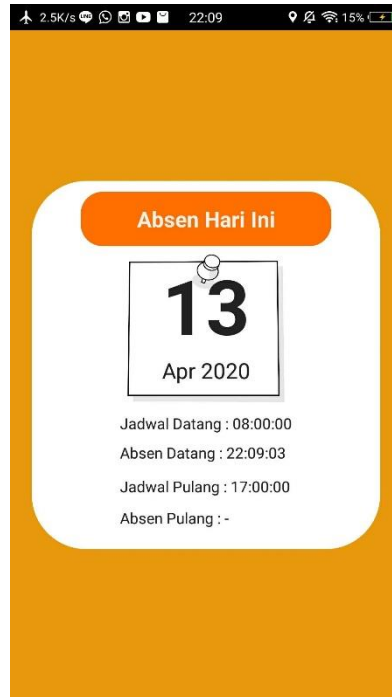 2.5K/s 22:09 15%
Absen Hari Ini
13
Apr 2020
Jadwal Datang : 08:00:00
Absen Datang : 22:09:03
Jadwal Pulang : 17:00:00
Absen Pulang : -